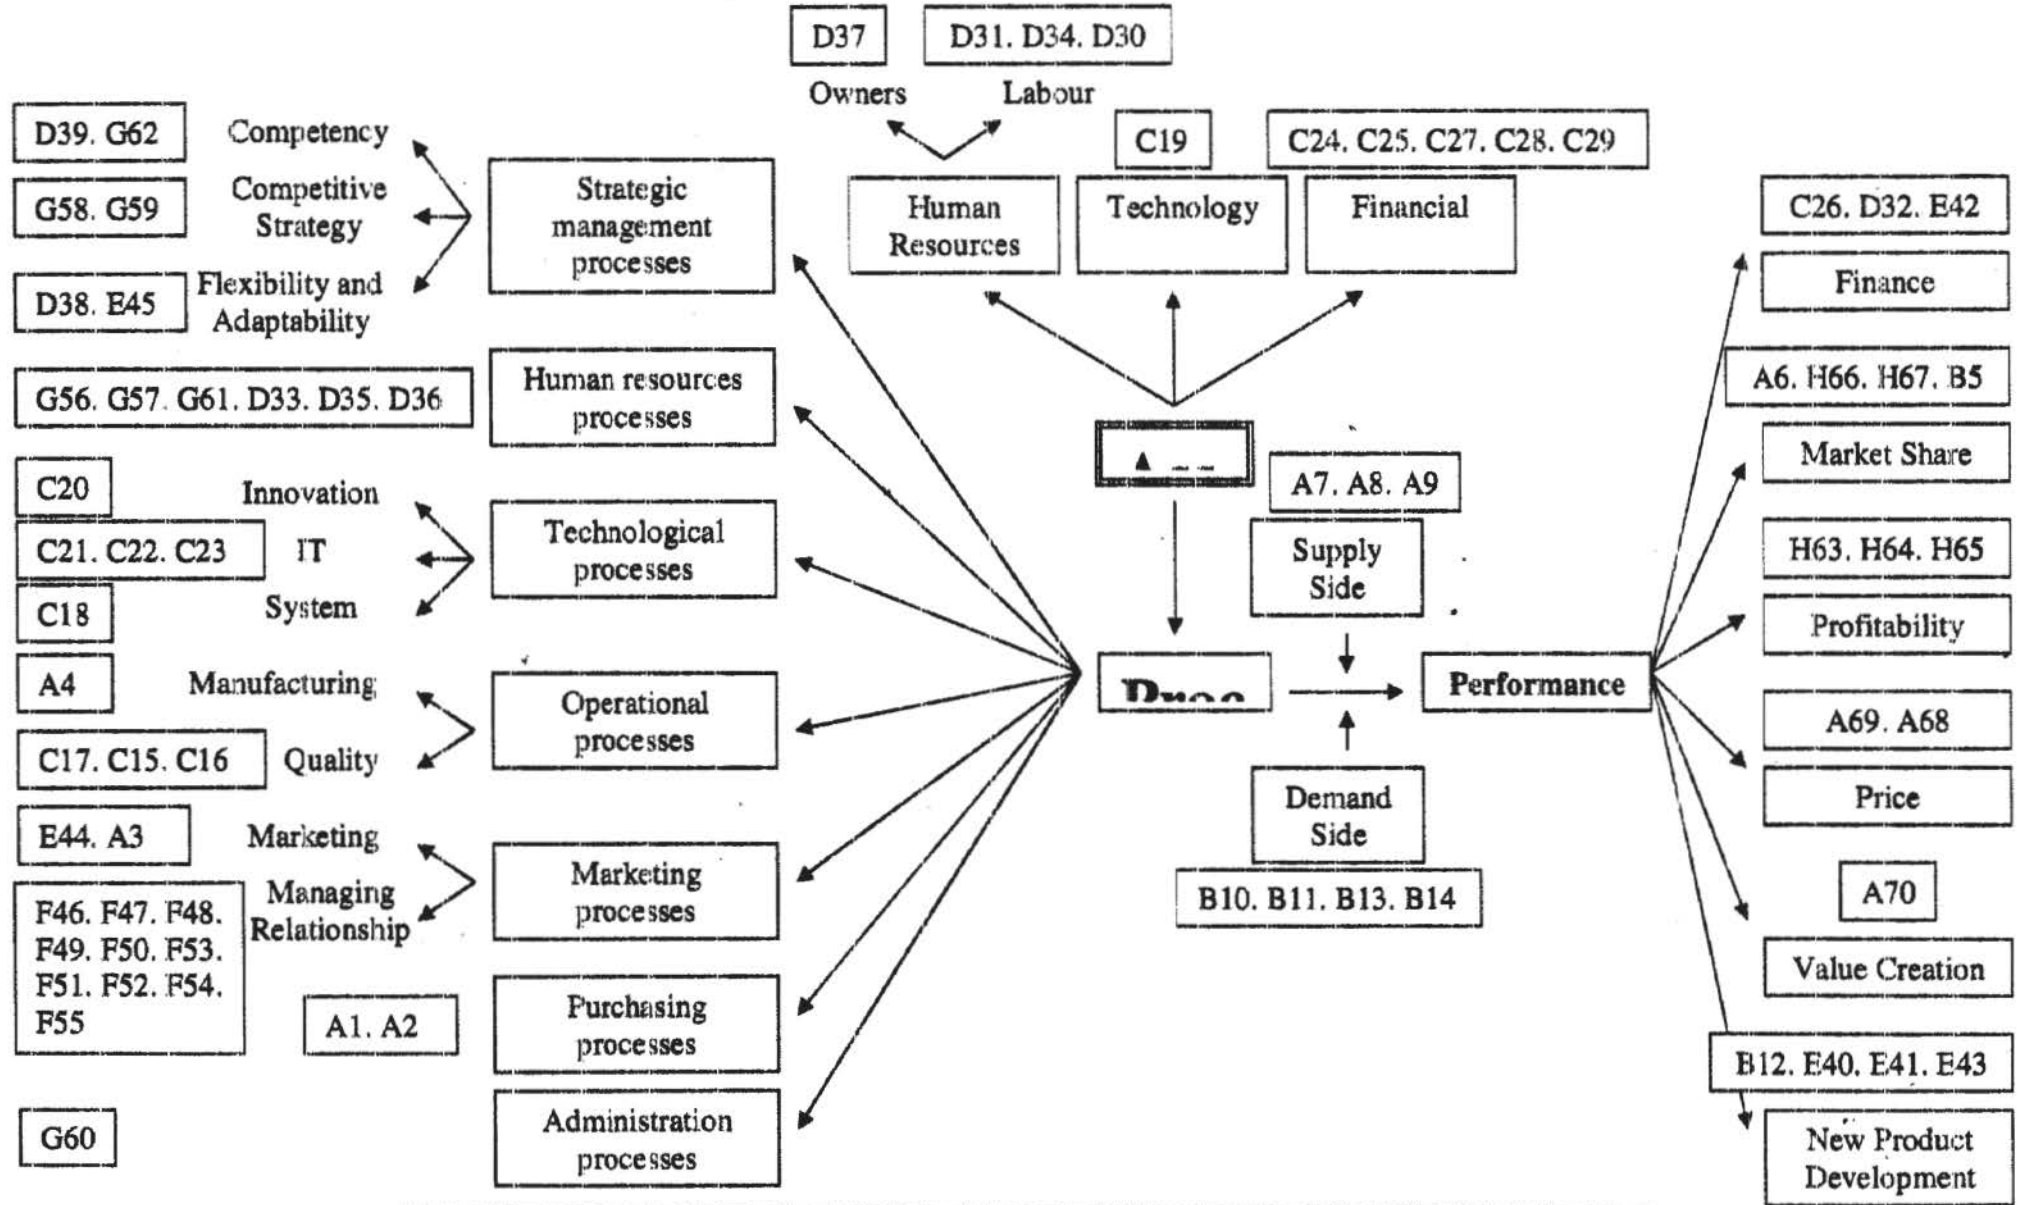 D37
D31. D34. D30
Owners
Labour
D39. G62
Competency
G58. G59
Competitive
Strategy
D38. E45
Flexibility and
Adaptability
Strategic
management
processes
C19
C24. C25. C27. C28. C29
Human
Resources
Technology
Financial
G56. G57. G61. D33. D35. D36
Human resources
processes
C20
Innovation
C21. C22. C23
IT
C18
System
Technological
processes
A4
Manufacturing
C17. C15. C16
Quality
Operational
processes
E44. A3
Marketing
F46. F47. F48.
F49. F50. F53.
F51. F52. F54.
F55
Managing
Relationship
Marketing
processes
A1. A2
Purchasing
processes
G60
Administration
processes
A7. A8. A9
Supply
Side
Performance
Demand
Side
B10. B11. B13. B14
C26. D32. E42
Finance
A6. H66. H67. B5
Market Share
H63. H64. H65
Profitability
A69. A68
Price
A70
Value Creation
B12. E40. E41. E43
New Product
Development